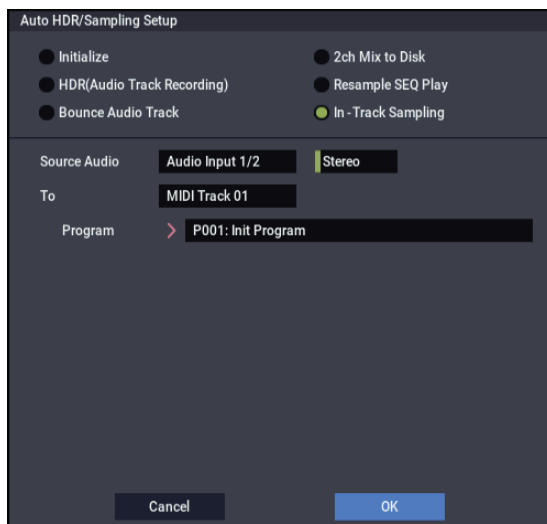 Auto HDR/Sampling Setup
Initialize
2ch Mix to Disk
HDR(Audio Track Recording)
Resample SEQ Play
Bounce Audio Track
In-Track Sampling
Source Audio
Audio Input 1/2
Stereo
To
MIDI Track 01
Program
P001: Init Program
Cancel
OK